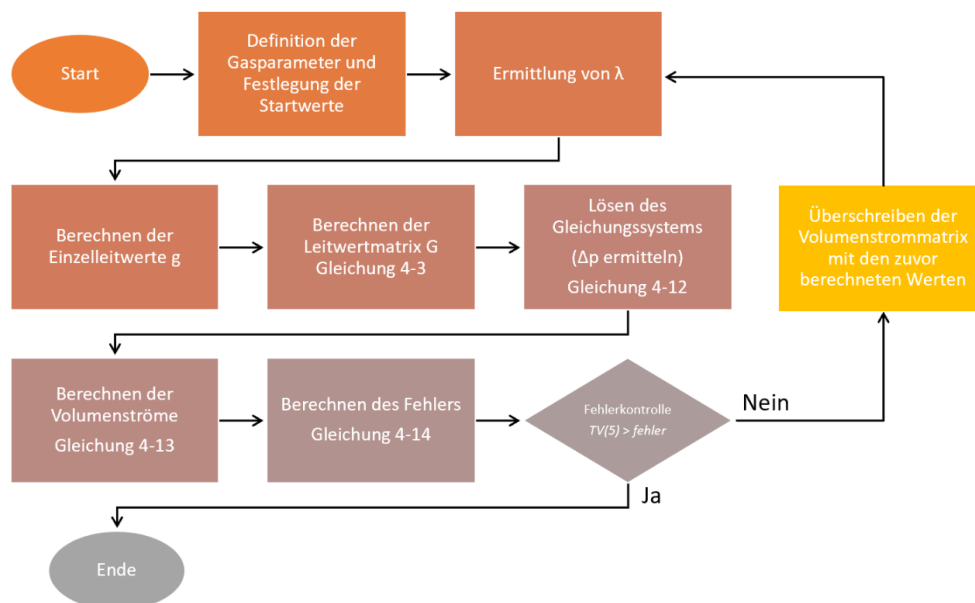 Start
Definition der
Gasparameter und
Festlegung der
Startwerte
Ermittlung von λ
Berechnen der
Einzelleitwerte g
Berechnen der
Leitwertmatrix G
Gleichung 4-3
Lösen des
Gleichungssystems
(Δp ermitteln)
Gleichung 4-12
Überschreiben der
Volumenstrommatrix
mit den zuvor
berechneten Werten
Berechnen der
Volumenströme
Gleichung 4-13
Berechnen des Fehlers
Gleichung 4-14
Fehlerkontrolle
TV(5) > fehler
Nein
Ja
Ende